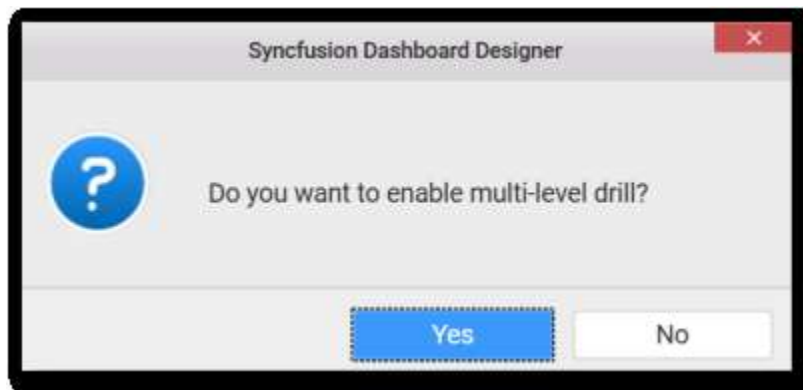 Syncfusion Dashboard Designer
Do you want to enable multi-level drill?
Yes No